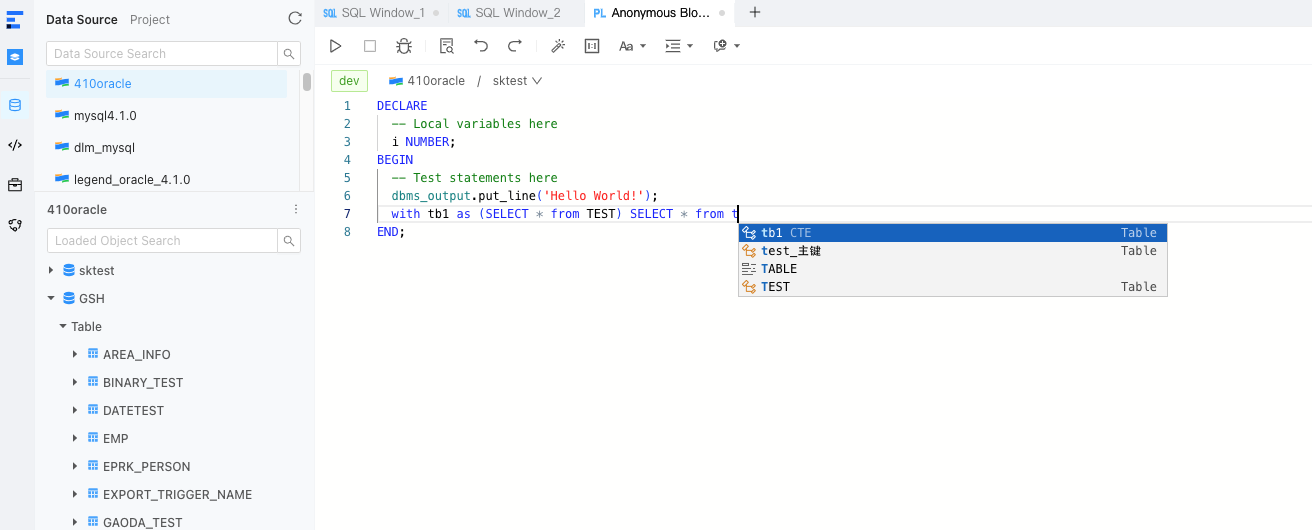 Data Source Project
Data Source Search
410oracle
mysql4.1.0
dlm_mysql
legend_oracle_4.1.0
410oracle
Loaded Object Search
sktest
GSH
Table
AREA_INFO
BINARY_TEST
DATETEST
EMP
EPRK_PERSON
EXPORT_TRIGGER_NAME
GAODA_TEST
SQL SQL Window_1 SQL SQL Window_2 PL Anonymous Blo...
Aa
dev 410oracle / sktest
1 DECLARE
2 -- Local variables here
3 i NUMBER;
4 BEGIN
5 -- Test statements here
6 dbms_output.put_line('Hello World!');
7 with tb1 as (SELECT * from TEST) SELECT * from t
8 END;
tb1 CTE Table
test_主键 Table
TABLE
TEST Table